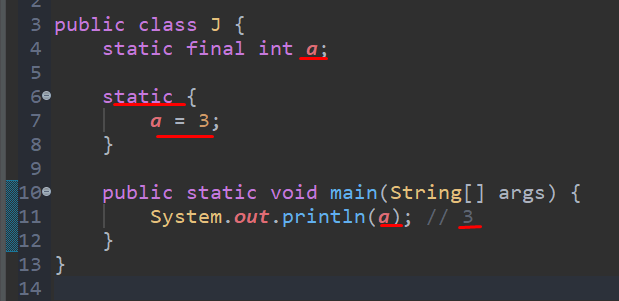 2
3 public class J {
4 static final int a;
5
6 static {
7 a = 3;
8 }
9
10 public static void main(String[] args) {
11 System.out.println(a); // 3
12 }
13 }
14